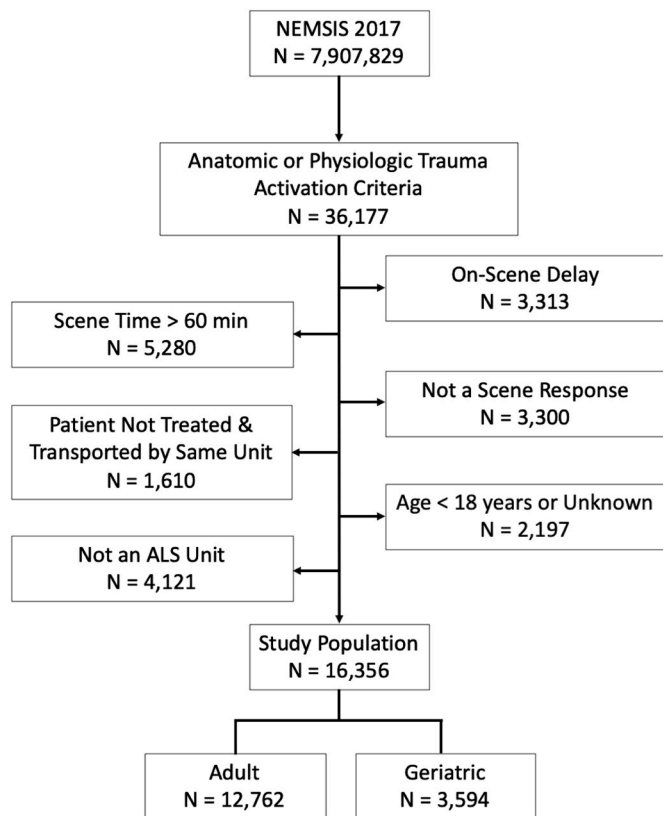 NEMSIS 2017
N = 7,907,829
Anatomic or Physiologic Trauma
Activation Criteria
N = 36,177
On-Scene Delay
N = 3,313
Scene Time > 60 min
N = 5,280
Not a Scene Response
N = 3,300
Patient Not Treated &
Transported by Same Unit
N = 1,610
Age < 18 years or Unknown
N = 2,197
Not an ALS Unit
N = 4,121
Study Population
N = 16,356
Adult
N = 12,762
Geriatric
N = 3,594